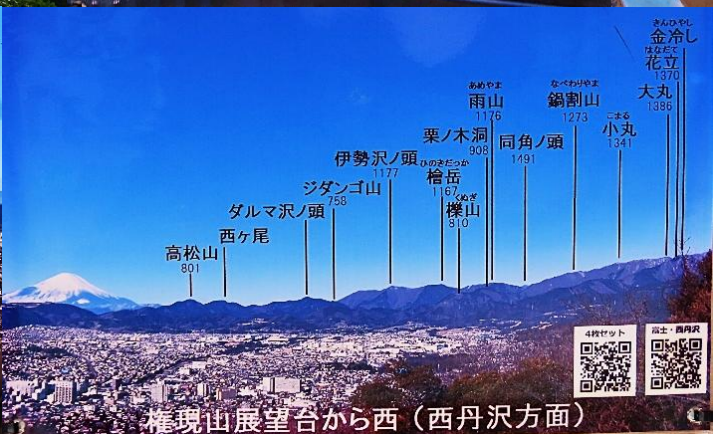 高松山
801
西ヶ尾
ダルマ沢ノ頭
ジダンゴ山
758
伊勢沢ノ頭
1177
ひのきだっか
檜岳
1167
くぬぎ
櫟山
810
栗ノ木洞
908
あめやま
雨山
1176
同角ノ頭
1491
なべわりやま
鍋割山
1273
こまる
小丸
1341
大丸
1386
はなだて
花立
1370
きんひやし
金冷し
4枚セット
富士・西丹沢
権現山展望台から西（西丹沢方面）